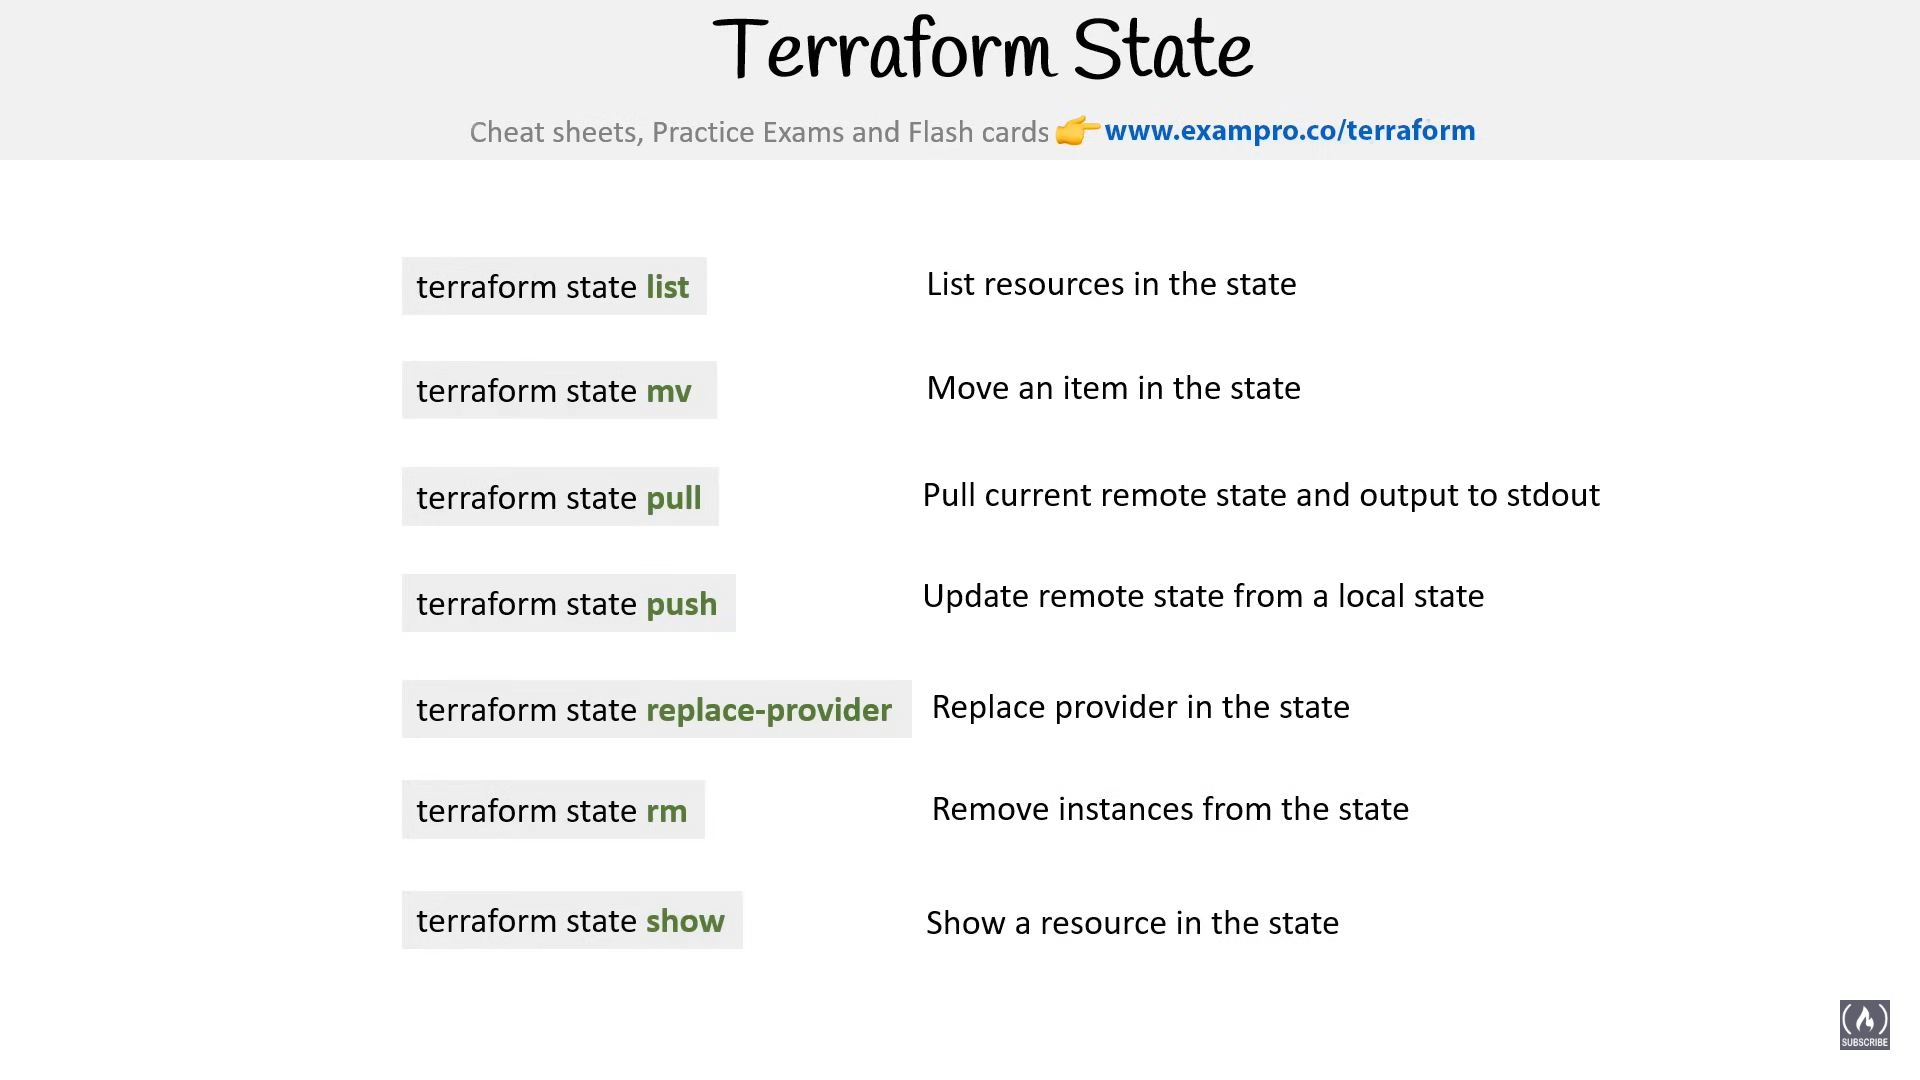 Terraform State
Cheat sheets, Practice Exams and Flash cards 👉 www.exampro.co/terraform
terraform state list
List resources in the state
terraform state mv
Move an item in the state
terraform state pull
Pull current remote state and output to stdout
terraform state push
Update remote state from a local state
terraform state replace-provider
Replace provider in the state
terraform state rm
Remove instances from the state
terraform state show
Show a resource in the state
SUBSCRIBE